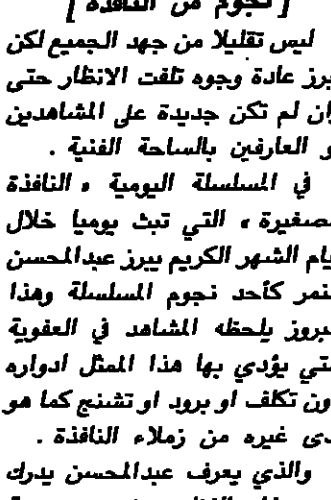 [ نجوم من النافذة ]
ليس تقليلا من جهد الجميع لكن
برز عادة وجوه تلفت الانظار حتى
إن لم تكن جديدة على المشاهدين
و العارفين بالساحة الفنية .
في المسلسلة اليومية « النافذة
صغيرة » التي تبث يوميا خلال
يام الشهر الكريم يبرز عبدالمحسن
نمر كأحد نجوم المسلسلة وهذا
بروز يلحظه المشاهد في العفوية
تي يؤدي بها هذا الممثل ادواره
ون تكلف او برود او تشنج كما هو
دى غيره من زملاء النافذة .
والذي يعرف عبدالمحسن يدرك